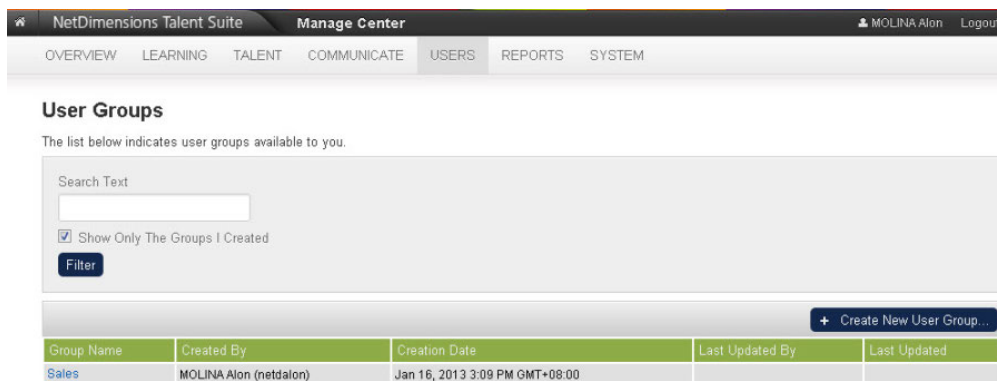 NetDimensions Talent Suite Manage Center MOLINA Alon Logout
OVERVIEW LEARNING TALENT COMMUNICATE USERS REPORTS SYSTEM
User Groups
The list below indicates user groups available to you.
Search Text
Show Only The Groups I Created
Filter
+ Create New User Group...
Group Name Created By Creation Date Last Updated By Last Updated
Sales MOLINA Alon (netdalon) Jan 16, 2013 3:09 PM GMT+08:00